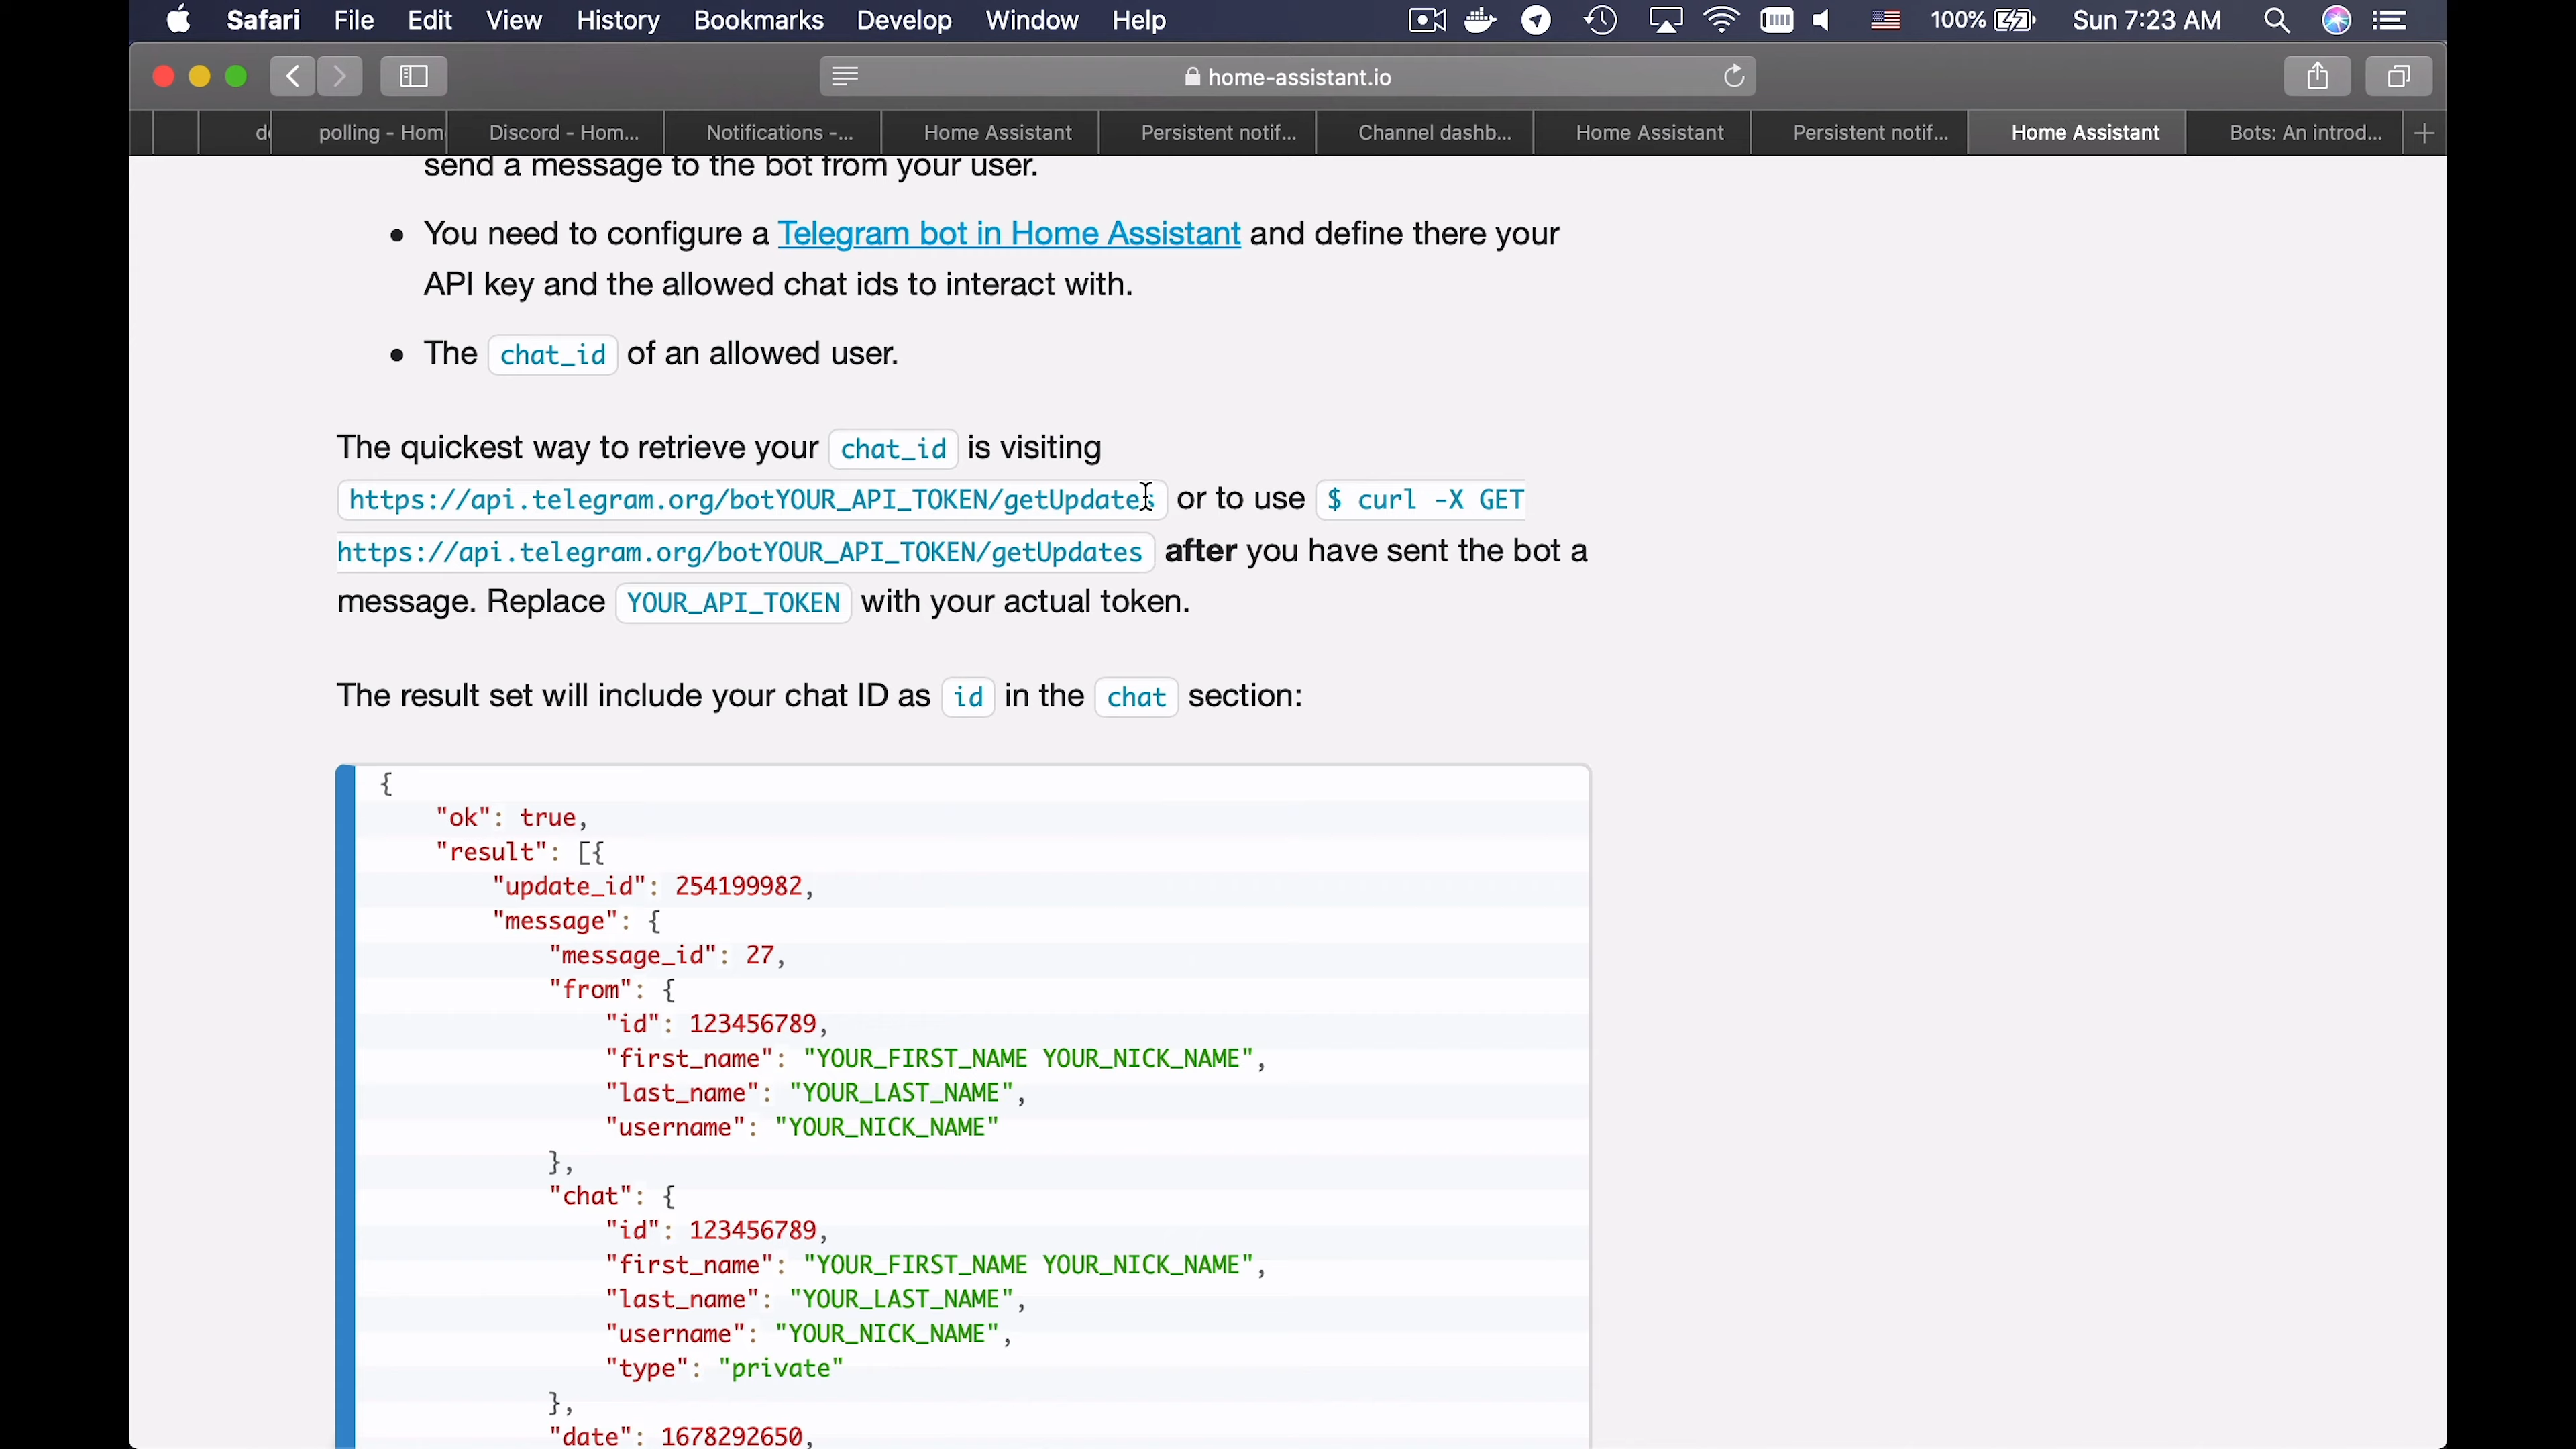 Safari File Edit View History Bookmarks Develop Window Help 100% Sun 7:23 AM
home-assistant.io
polling - Hom Discord - Hom... Notifications -... Home Assistant Persistent notif... Channel dashb... Home Assistant Persistent notif... Home Assistant Bots: An introd...
send a message to the bot from your user.
• You need to configure a Telegram bot in Home Assistant and define there your
API key and the allowed chat ids to interact with.
• The chat_id of an allowed user.
The quickest way to retrieve your chat_id is visiting
https://api.telegram.org/botYOUR_API_TOKEN/getUpdates or to use $ curl -X GET
https://api.telegram.org/botYOUR_API_TOKEN/getUpdates after you have sent the bot a
message. Replace YOUR_API_TOKEN with your actual token.
The result set will include your chat ID as id in the chat section:
{
"ok": true,
"result": [{
"update_id": 254199982,
"message": {
"message_id": 27,
"from": {
"id": 123456789,
"first_name": "YOUR_FIRST_NAME YOUR_NICK_NAME",
"last_name": "YOUR_LAST_NAME",
"username": "YOUR_NICK_NAME"
},
"chat": {
"id": 123456789,
"first_name": "YOUR_FIRST_NAME YOUR_NICK_NAME",
"last_name": "YOUR_LAST_NAME",
"username": "YOUR_NICK_NAME",
"type": "private"
},
"date": 1678292650,